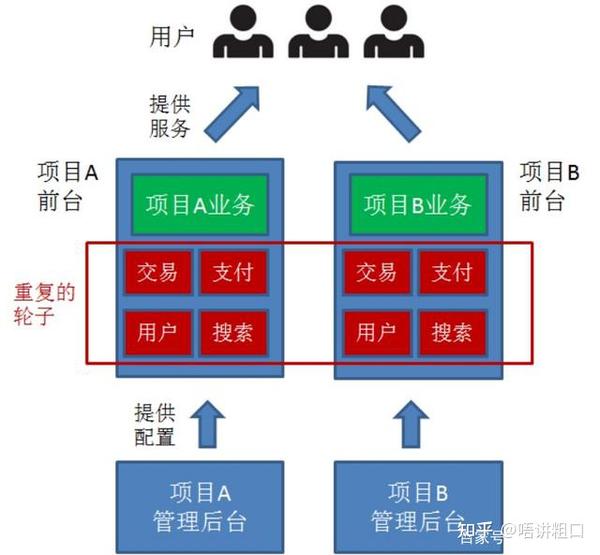 用户
提供
服务
项目A
前台
项目B
前台
项目A业务
项目B业务
重复的
轮子
交易
支付
交易
支付
用户
搜索
用户
搜索
提供
配置
项目A
管理后台
项目B
管理后台
百家号
知乎 @唔讲粗口